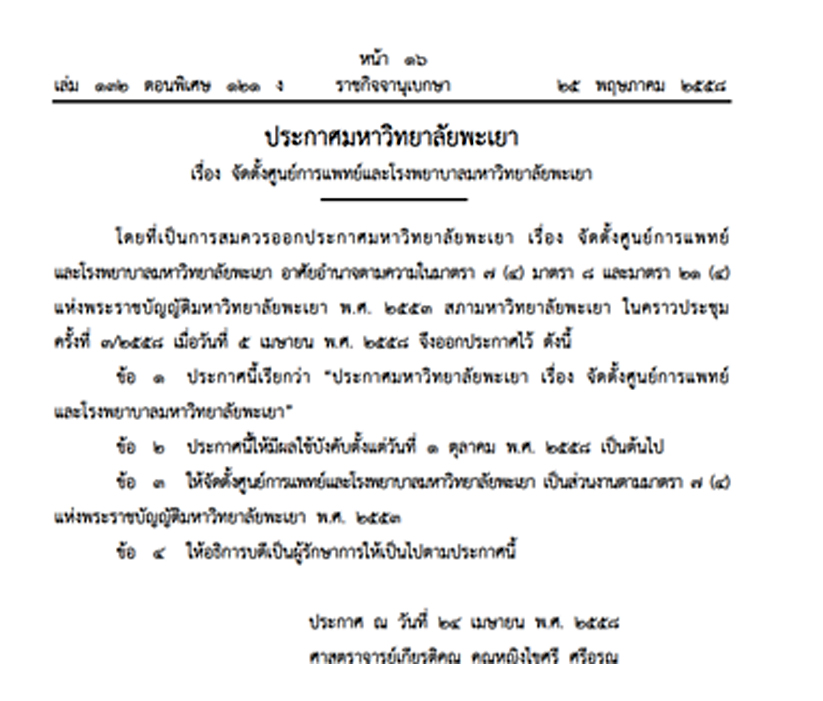 หน้า ๑๖
เล่ม ๑๓๒ ตอนพิเศษ ๑๒๑ ง ราชกิจจานุเบกษา ๒๕ พฤษภาคม ๒๕๕๘
ประกาศมหาวิทยาลัยพะเยา
เรื่อง จัดตั้งศูนย์การแพทย์และโรงพยาบาลมหาวิทยาลัยพะเยา
โดยที่เป็นการสมควรออกประกาศมหาวิทยาลัยพะเยา เรื่อง จัดตั้งศูนย์การแพทย์
และโรงพยาบาลมหาวิทยาลัยพะเยา อาศัยอำนาจตามความในมาตรา ๗ (๔) มาตรา ๘ และมาตรา ๒๑ (๔)
แห่งพระราชบัญญัติมหาวิทยาลัยพะเยา พ.ศ. ๒๕๕๓ สภามหาวิทยาลัยพะเยา ในคราวประชุม
ครั้งที่ ๓/๒๕๕๘ เมื่อวันที่ ๕ เมษายน พ.ศ. ๒๕๕๘ จึงออกประกาศไว้ ดังนี้
ข้อ ๑ ประกาศนี้เรียกว่า “ประกาศมหาวิทยาลัยพะเยา เรื่อง จัดตั้งศูนย์การแพทย์
และโรงพยาบาลมหาวิทยาลัยพะเยา”
ข้อ ๒ ประกาศนี้ให้มีผลใช้บังคับตั้งแต่วันที่ ๑ ตุลาคม พ.ศ. ๒๕๕๘ เป็นต้นไป
ข้อ ๓ ให้จัดตั้งศูนย์การแพทย์และโรงพยาบาลมหาวิทยาลัยพะเยา เป็นส่วนงานตามมาตรา ๗ (๔)
แห่งพระราชบัญญัติมหาวิทยาลัยพะเยา พ.ศ. ๒๕๕๓
ข้อ ๔ ให้อธิการบดีเป็นผู้รักษาการให้เป็นไปตามประกาศนี้
ประกาศ ณ วันที่ ๒๔ เมษายน พ.ศ. ๒๕๕๘
ศาสตราจารย์เกียรติคุณ คุณหญิงไขศรี ศรีอรุณ